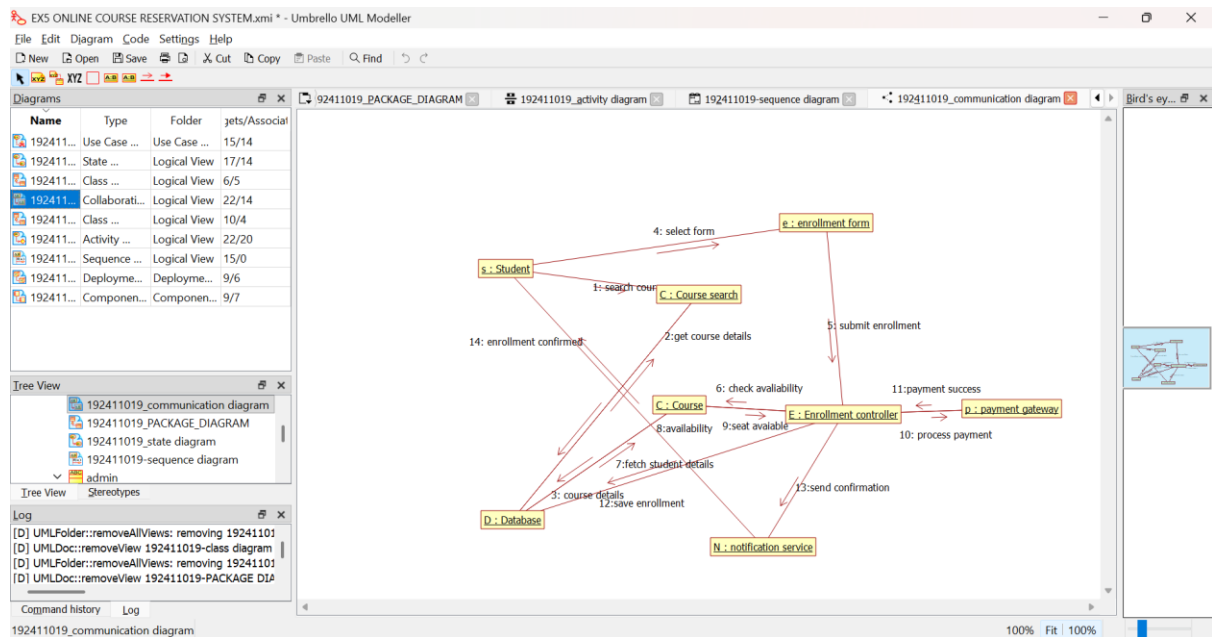 EX5 ONLINE COURSE RESERVATION SYSTEM.xmi * - Umbrello UML Modeller
File Edit Diagram Code Settings Help
New Open Save Cut Copy Paste Find
XYZ XYZ A:B A:B
Diagrams
Name Type Folder gets/Associat
192411... Use Case ... Use Case ... 15/14
192411... State ... Logical View 17/14
192411... Class ... Logical View 6/5
192411... Collaborati... Logical View 22/14
192411... Class ... Logical View 10/4
192411... Activity ... Logical View 22/20
192411... Sequence ... Logical View 15/0
192411... Deployme... Deployme... 9/6
192411... Componen... Componen... 9/7
Tree View
192411019_communication diagram
192411019_PACKAGE_DIAGRAM
192411019_state diagram
192411019-sequence diagram
admin
Tree View Stereotypes
Log
[D] UMLFolder::removeAllViews: removing 19241101
[D] UMLDoc::removeView 192411019-class diagram
[D] UMLFolder::removeAllViews: removing 19241101
[D] UMLDoc::removeView 192411019-PACKAGE DIA
Command history Log
192411019_communication diagram
92411019_PACKAGE_DIAGRAM 192411019_activity diagram 192411019-sequence diagram 192411019_communication diagram
e : enrollment form
4: select form
s : Student
1: search cour
C : Course search
5: submit enrollment
2:get course details
14: enrollment confirmed
6: check avaliability
11:payment success
C : Course
E : Enrollment controller
p : payment gateway
8:availability
9:seat avaiable
10: process payment
7:fetch student details
13:send confirmation
3: course details
12:save enrollment
D : Database
N : notification service
Bird's ey...
100% Fit 100%